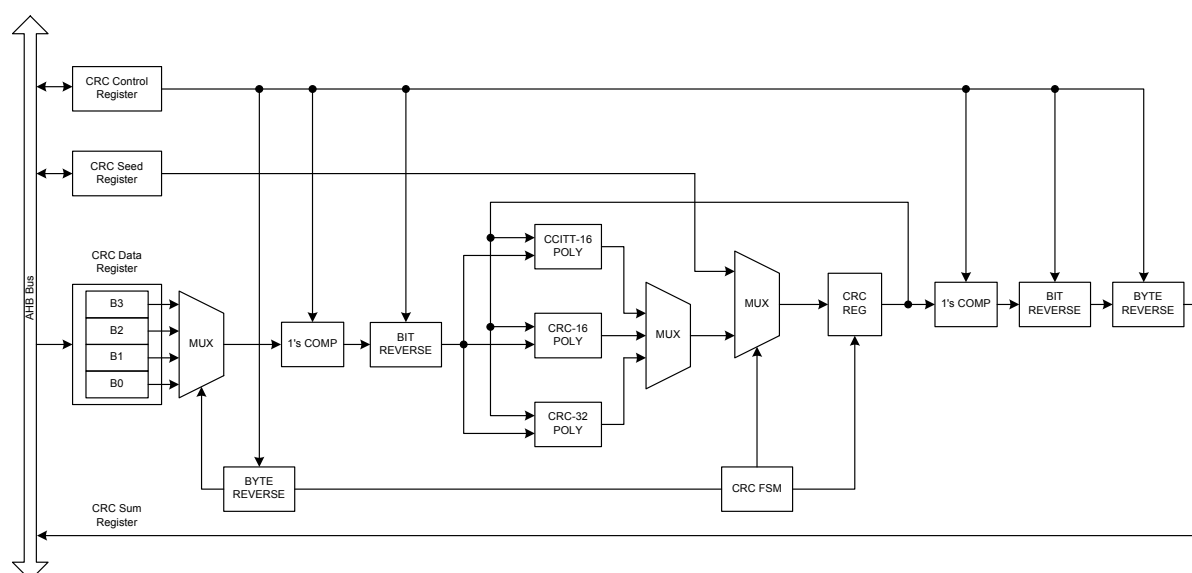 AHB Bus
CRC Control
Register
CRC Seed
Register
CRC Data
Register
B3
B2
B1
B0
MUX
1's COMP
BIT
REVERSE
CCITT-16
POLY
CRC-16
POLY
CRC-32
POLY
MUX
MUX
CRC
REG
1's COMP
BIT
REVERSE
BYTE
REVERSE
BYTE
REVERSE
CRC FSM
CRC Sum
Register